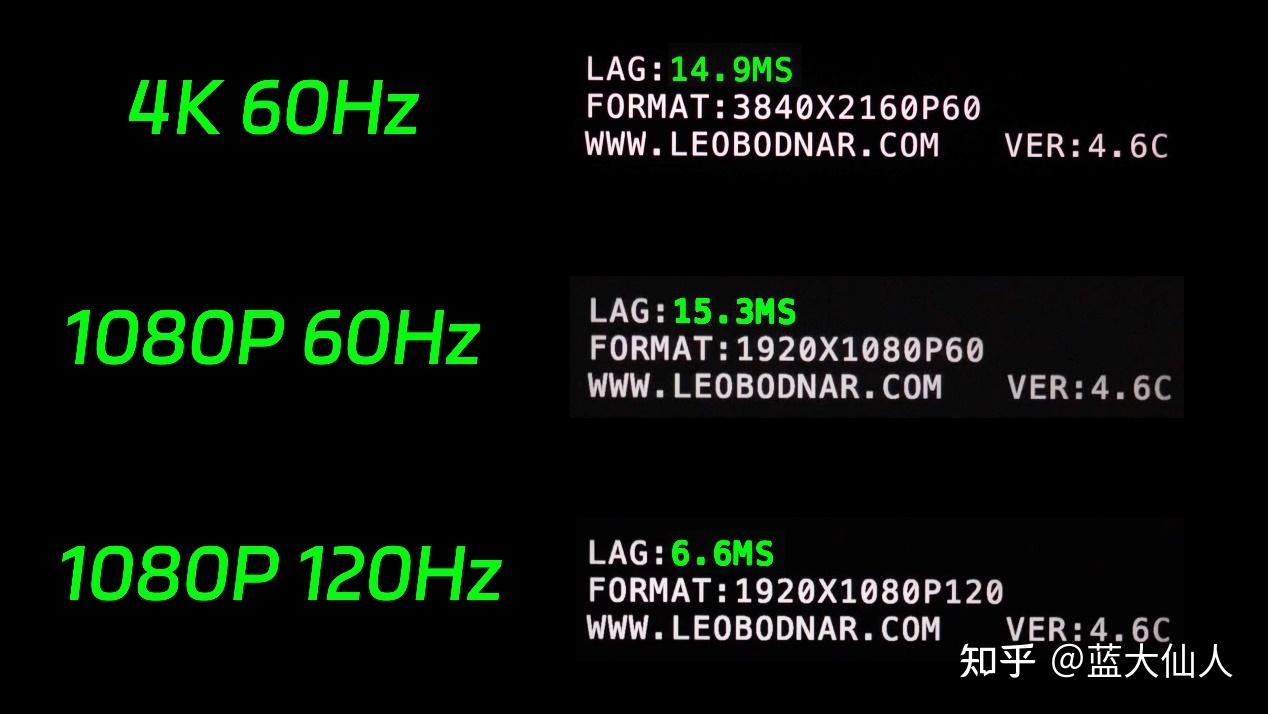 4K 60Hz
LAG:14.9MS
FORMAT:3840X2160P60
WWW.LEOBODNAR.COM VER:4.6C
1080P 60Hz
LAG:15.3MS
FORMAT:1920X1080P60
WWW.LEOBODNAR.COM VER:4.6C
1080P 120Hz
LAG:6.6MS
FORMAT:1920X1080P120
WWW.LEOBODNAR.COM VER:4.6C
知乎 @蓝大仙人